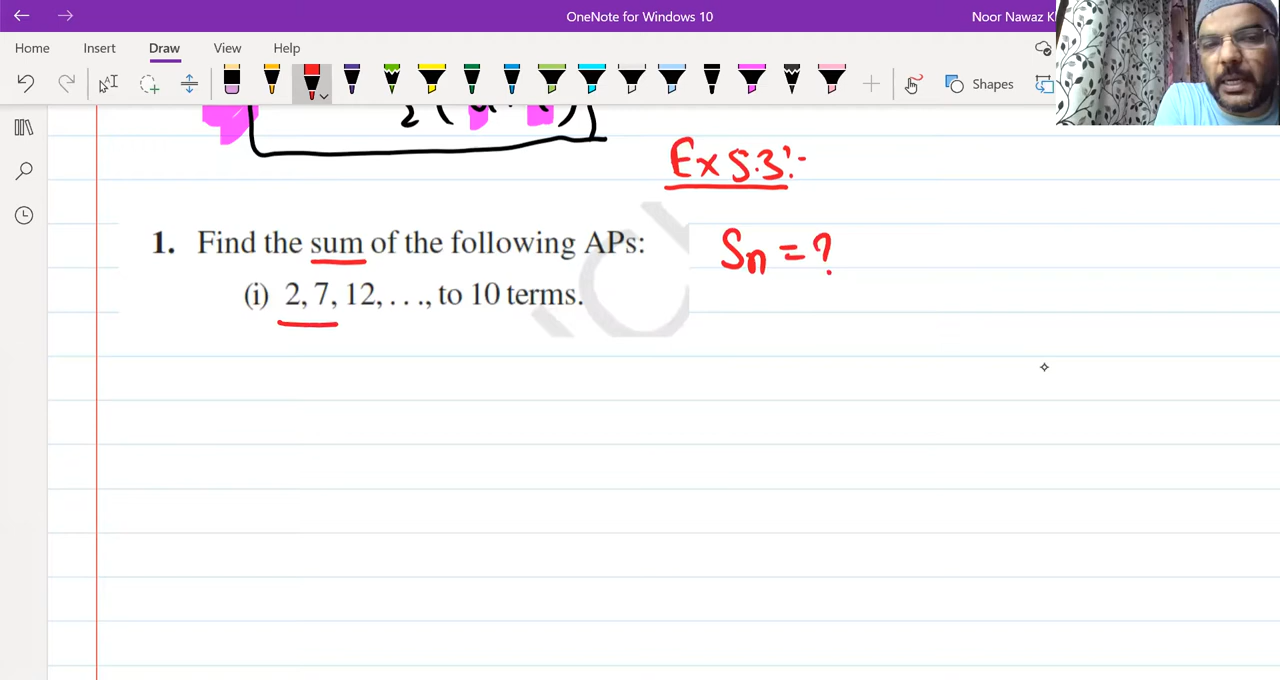 OneNote for Windows 10
Noor Nawaz K
Home Insert Draw View Help
Shapes
2
Ex 5.3:-
1. Find the sum of the following APs:
Sn = ?
(i) 2, 7, 12, . . ., to 10 terms.